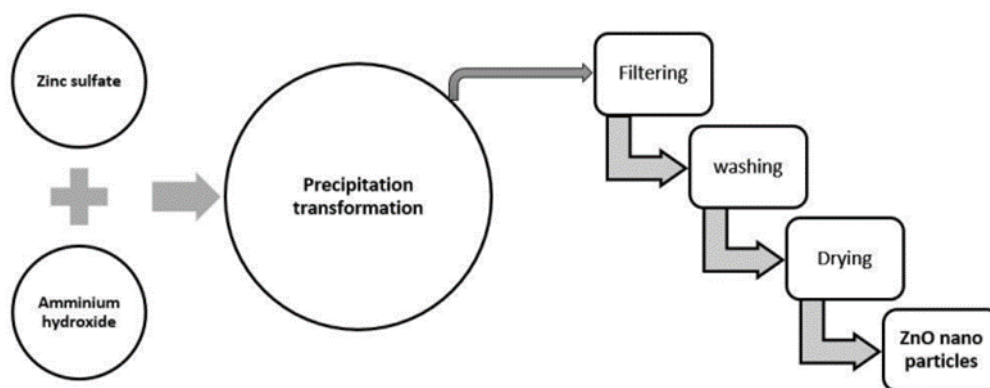 Zinc sulfate
Amminium
hydroxide
Precipitation
transformation
Filtering
washing
Drying
ZnO nano
particles